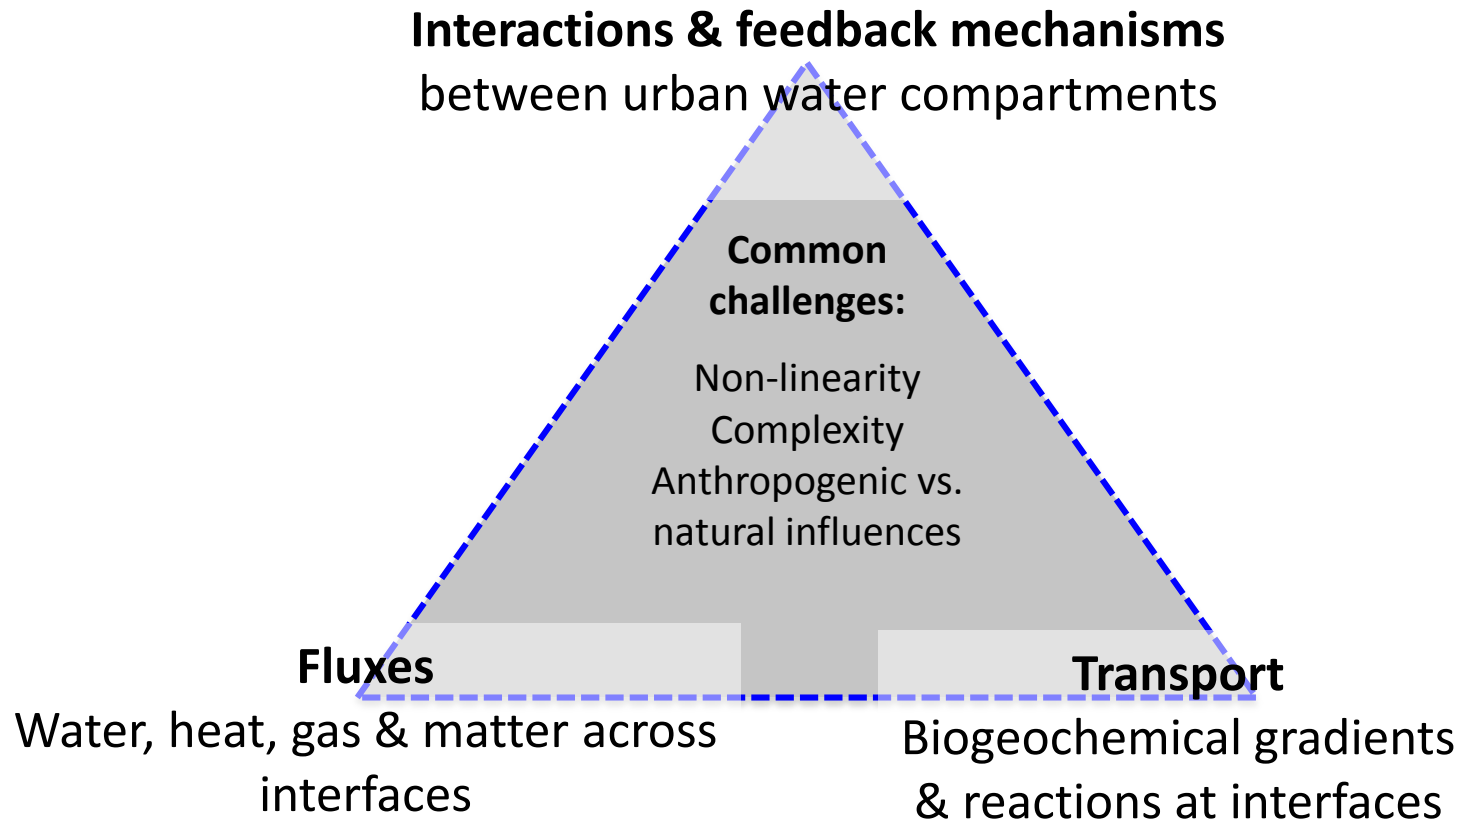 Interactions & feedback mechanisms
between urban water compartments
Common
challenges:
Non-linearity
Complexity
Anthropogenic vs.
natural influences
Fluxes
Water, heat, gas & matter across
interfaces
Transport
Biogeochemical gradients
& reactions at interfaces